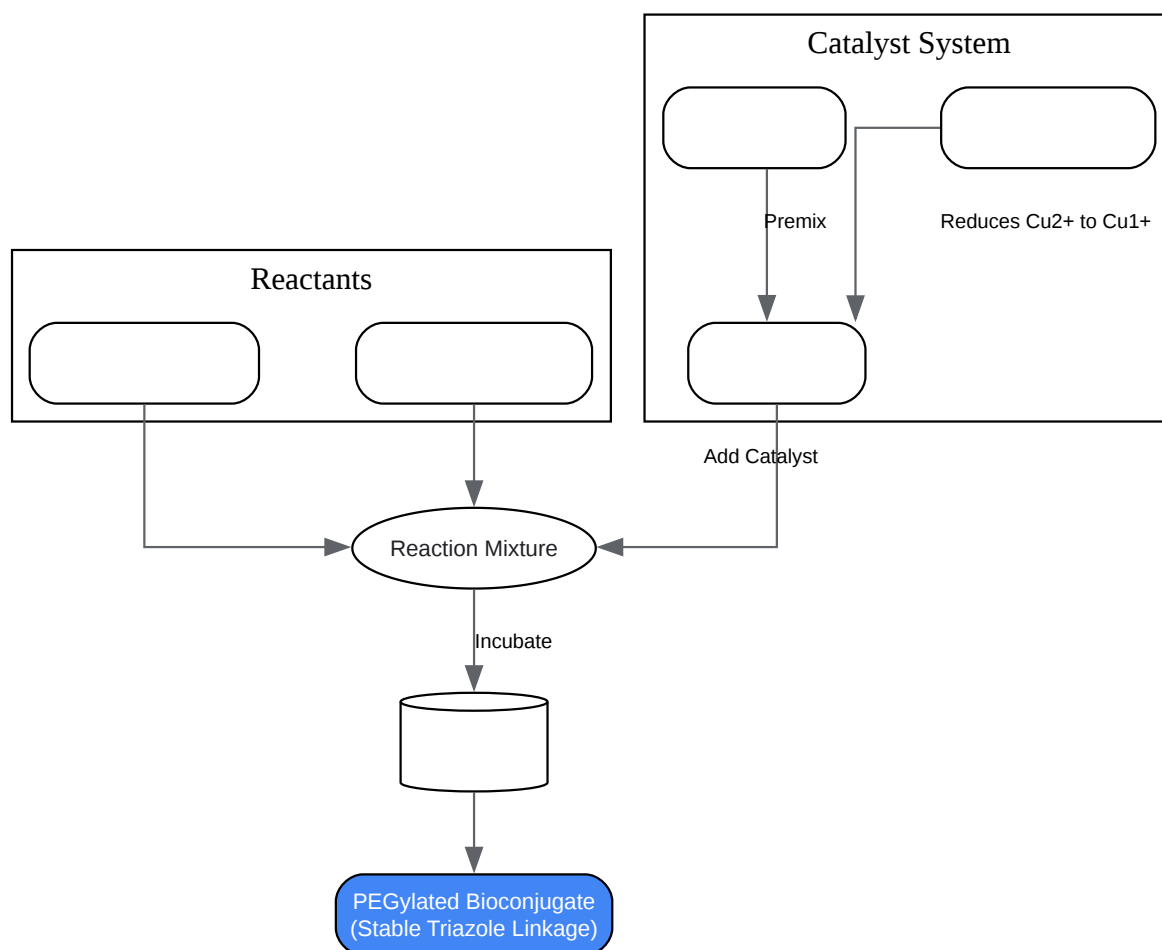 Catalyst System
Premix
Reduces Cu2+ to Cu1+
Reactants
Add Catalyst
Reaction Mixture
Incubate
PEGylated Bioconjugate
(Stable Triazole Linkage)